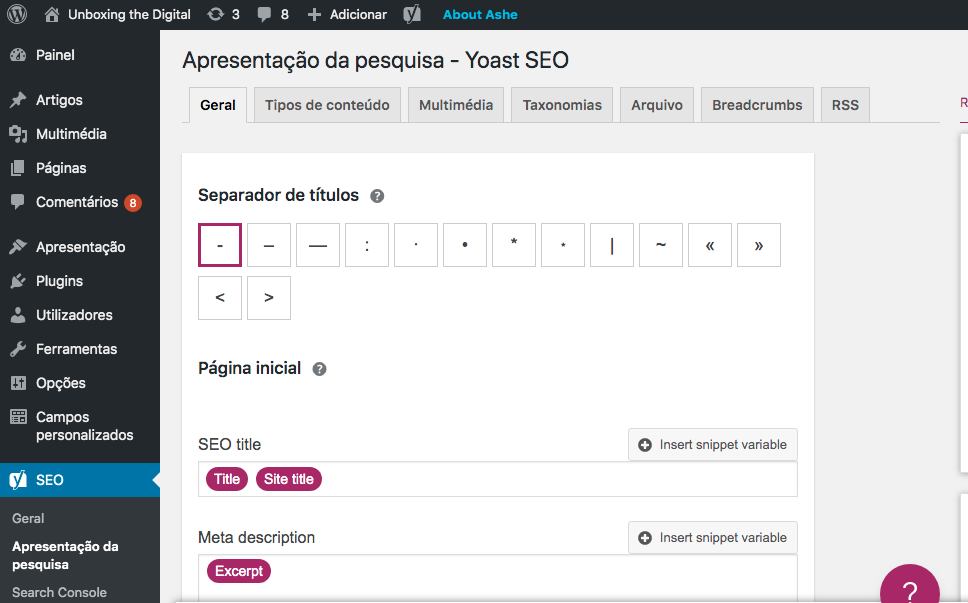 Unboxing the Digital 3 8 Adicionar About Ashe
Painel
Artigos
Multimédia
Páginas
Comentários 8
Apresentação
Plugins
Utilizadores
Ferramentas
Opções
Campos
personalizados
SEO
Geral
Apresentação da
pesquisa
Search Console
Apresentação da pesquisa - Yoast SEO
Geral Tipos de conteúdo Multimédia Taxonomias Arquivo Breadcrumbs RSS
Separador de títulos ?
- – — : · • * ⋆ | ~ « »
< >
Página inicial ?
SEO title Insert snippet variable
Title Site title
Meta description Insert snippet variable
Excerpt
R
?